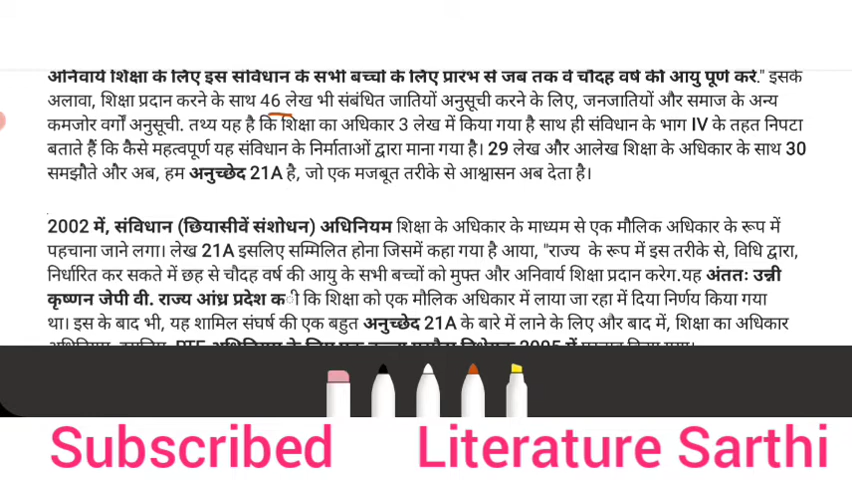 अनिवार्य शिक्षा के लिए इस संविधान के सभी बच्चों के लिए प्रारंभ से जब तक वे चौदह वर्ष की आयु पूर्ण करें." इसके
अलावा, शिक्षा प्रदान करने के साथ 46 लेख भी संबंधित जातियों अनुसूची करने के लिए, जनजातियों और समाज के अन्य
कमजोर वर्गों अनुसूची. तथ्य यह है कि शिक्षा का अधिकार 3 लेख में किया गया है साथ ही संविधान के भाग IV के तहत निपटा
बताते हैं कि कैसे महत्वपूर्ण यह संविधान के निर्माताओं द्वारा माना गया है। 29 लेख और आलेख शिक्षा के अधिकार के साथ 30
समझौते और अब, हम अनुच्छेद 21A है, जो एक मजबूत तरीके से आश्वासन अब देता है।
2002 में, संविधान (छियासीवें संशोधन) अधिनियम शिक्षा के अधिकार के माध्यम से एक मौलिक अधिकार के रूप में
पहचाना जाने लगा। लेख 21A इसलिए सम्मिलित होना जिसमें कहा गया है आया, "राज्य के रूप में इस तरीके से, विधि द्वारा,
निर्धारित कर सकते में छह से चौदह वर्ष की आयु के सभी बच्चों को मुफ्त और अनिवार्य शिक्षा प्रदान करेग.यह अंततः उन्नी
कृष्णन जेपी वी. राज्य आंध्र प्रदेश क ी कि शिक्षा को एक मौलिक अधिकार में लाया जा रहा में दिया निर्णय किया गया
था। इस के बाद भी, यह शामिल संघर्ष की एक बहुत अनुच्छेद 21A के बारे में लाने के लिए और बाद में, शिक्षा का अधिकार
Subscribed Literature Sarthi